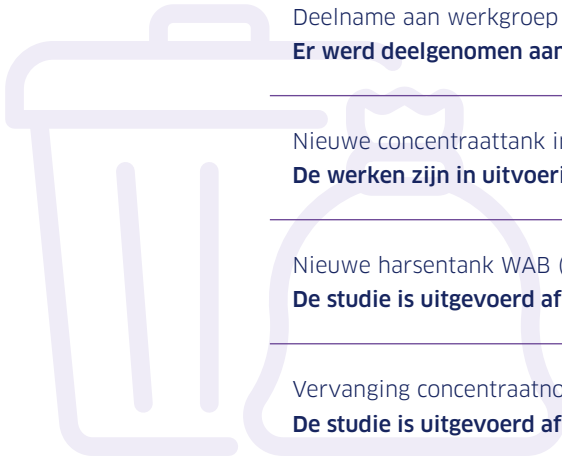 Deelname aan werkgroep
Er werd deelgenomen aan
Nieuwe concentraattank
De werken zijn in
Nieuwe harsentank WAB (
De studie is uitgevoerd
Vervanging
De studie is uitgevoerd